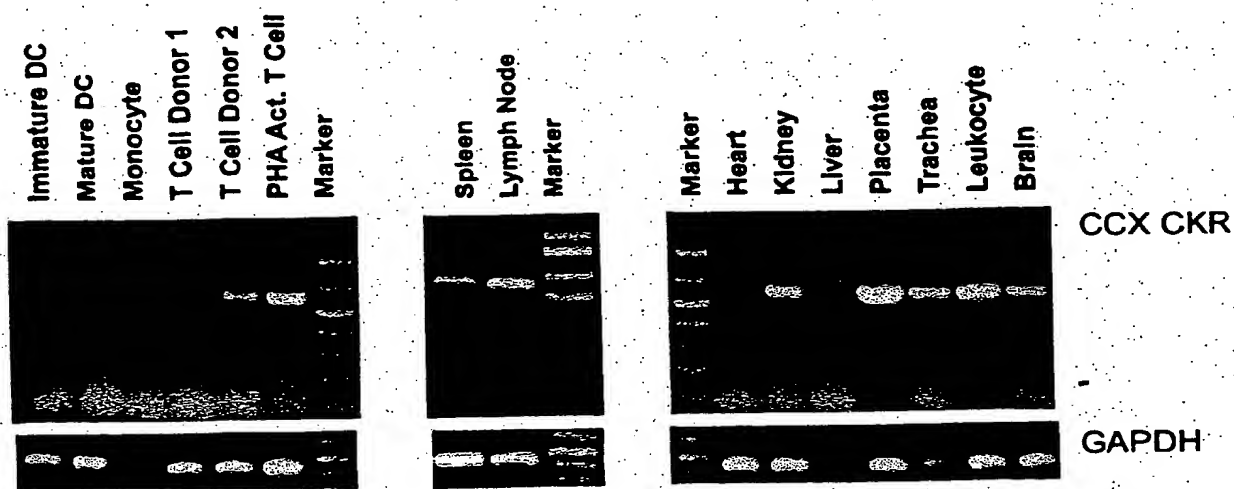 Immature DC
Mature DC
Monocyte
T Cell Donor 1
T Cell Donor 2
PHA Act. T Cell
Marker
Spleen
Lymph Node
Marker
Marker
Heart
Kidney
Liver
Placenta
Trachea
Leukocyte
Brain
CCX CKR
GAPDH